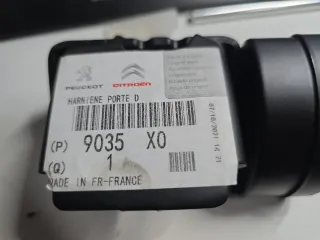 PEUGEOT CITROËN
HARNIENE PORTE D
(P) 9035 X0
(Q) 1
MADE IN FR-FRANCE